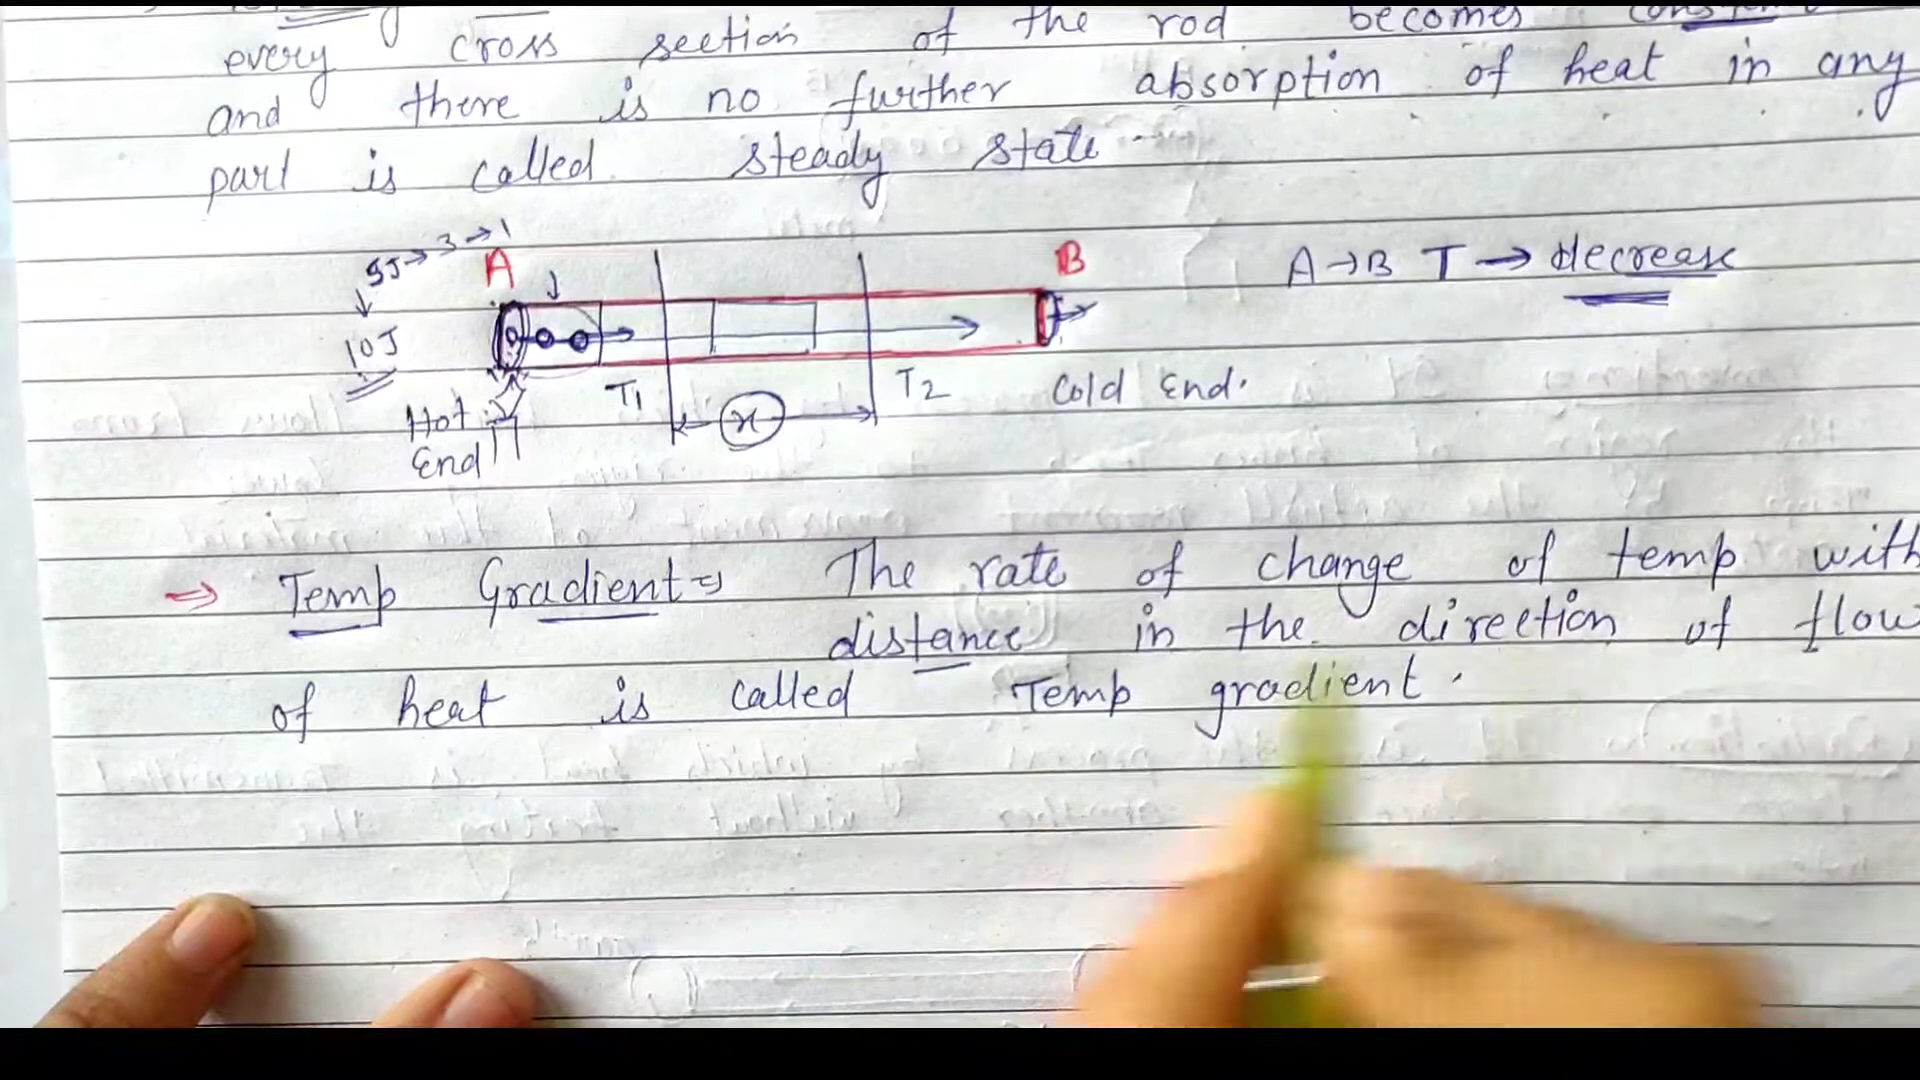 every cross section of the rod becomes
and there is no further absorption of heat in any
part is called steady state
5J → 3 → 1
A
B
A → B T → decrease
10J
T1
x
T2
Cold End.
Hot
End
⇒ Temp Gradient ⇒ The rate of change of temp with
distance in the direction of flow
of heat is called Temp gradient.